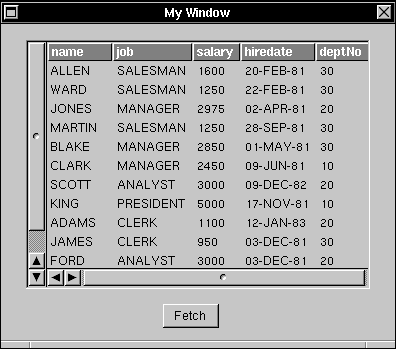 My Window
name job salary hiredate deptNo
ALLEN SALESMAN 1600 20-FEB-81 30
WARD SALESMAN 1250 22-FEB-81 30
JONES MANAGER 2975 02-APR-81 20
MARTIN SALESMAN 1250 28-SEP-81 30
BLAKE MANAGER 2850 01-MAY-81 30
CLARK MANAGER 2450 09-JUN-81 10
SCOTT ANALYST 3000 09-DEC-82 20
KING PRESIDENT 5000 17-NOV-81 10
ADAMS CLERK 1100 12-JAN-83 20
JAMES CLERK 950 03-DEC-81 30
FORD ANALYST 3000 03-DEC-81 20
Fetch